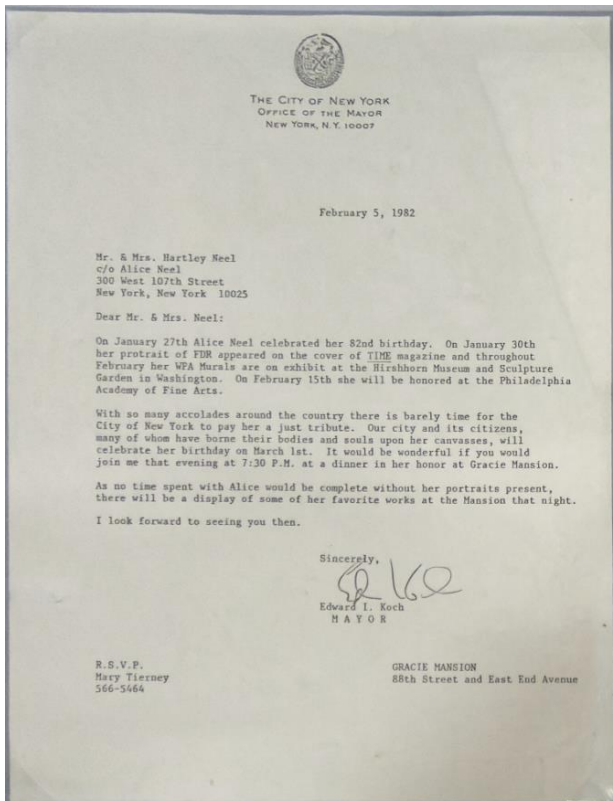 THE CITY OF NEW YORK
OFFICE OF THE MAYOR
NEW YORK, N.Y. 10007
February 5, 1982
Mr. & Mrs. Hartley Neel
c/o Alice Neel
300 West 107th Street
New York, New York 10025
Dear Mr. & Mrs. Neel:
On January 27th Alice Neel celebrated her 82nd birthday. On January 30th
her protrait of FDR appeared on the cover of TIME magazine and throughout
February her WPA Murals are on exhibit at the Hirshhorn Museum and Sculpture
Garden in Washington. On February 15th she will be honored at the Philadelphia
Academy of Fine Arts.
With so many accolades around the country there is barely time for the
City of New York to pay her a just tribute. Our city and its citizens,
many of whom have borne their bodies and souls upon her canvasses, will
celebrate her birthday on March 1st. It would be wonderful if you would
join me that evening at 7:30 P.M. at a dinner in her honor at Gracie Mansion.
As no time spent with Alice would be complete without her portraits present,
there will be a display of some of her favorite works at the Mansion that night.
I look forward to seeing you then.
Sincerely,
Ed Koch
Edward I. Koch
M A Y O R
R.S.V.P.
Mary Tierney
566-5464
GRACIE MANSION
88th Street and East End Avenue